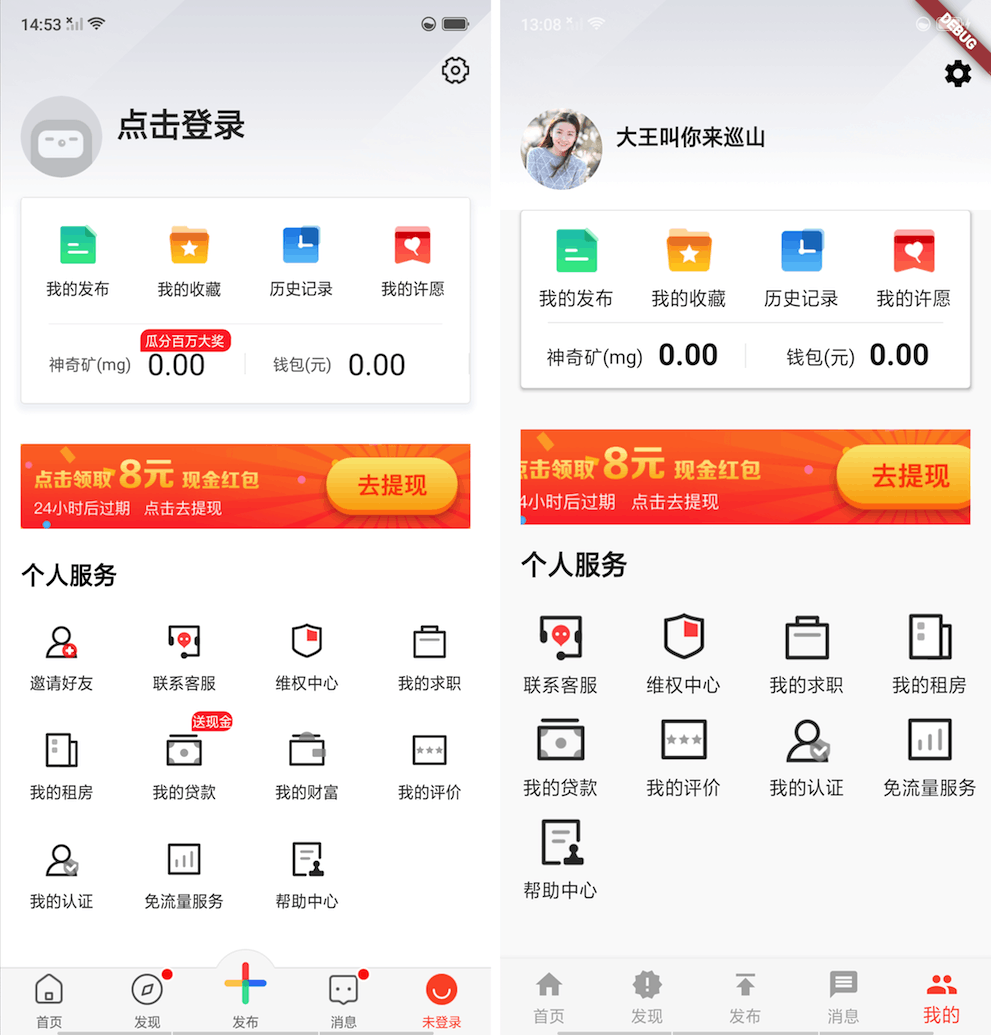 14:53
点击登录
我的发布 我的收藏 历史记录 我的许愿
瓜分百万大奖
神奇矿(mg) 0.00 钱包(元) 0.00
点击领取8元现金红包
24小时后过期 点击去提现
去提现
个人服务
邀请好友 联系客服 维权中心 我的求职
送现金
我的租房 我的贷款 我的财富 我的评价
我的认证 免流量服务 帮助中心
首页 发现 发布 消息 未登录
13:08
DEBUG
大王叫你来巡山
我的发布 我的收藏 历史记录 我的许愿
神奇矿(mg) 0.00 钱包(元) 0.00
击领取8元现金红包
4小时后过期 点击去提现
去提现
个人服务
联系客服 维权中心 我的求职 我的租房
我的贷款 我的评价 我的认证 免流量服务
帮助中心
首页 发现 发布 消息 我的